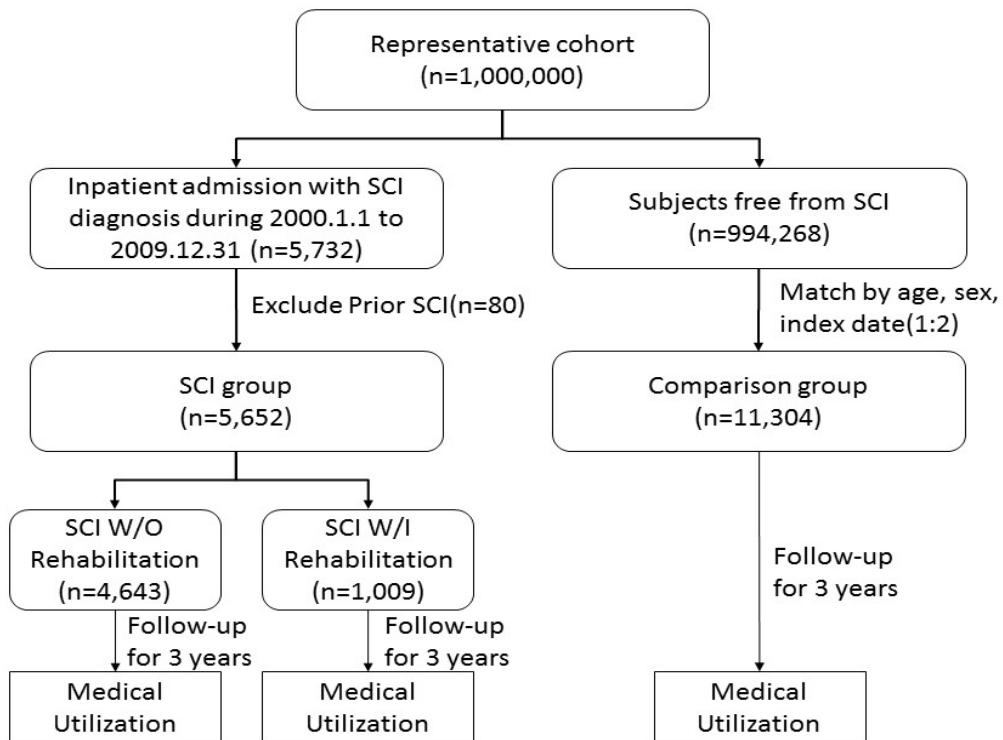 Representative cohort
(n=1,000,000)
Inpatient admission with SCI
diagnosis during 2000.1.1 to
2009.12.31 (n=5,732)
Subjects free from SCI
(n=994,268)
Exclude Prior SCI(n=80)
Match by age, sex,
index date(1:2)
SCI group
(n=5,652)
Comparison group
(n=11,304)
SCI W/O
Rehabilitation
(n=4,643)
SCI W/I
Rehabilitation
(n=1,009)
Follow-up
for 3 years
Follow-up
for 3 years
Follow-up
for 3 years
Medical
Utilization
Medical
Utilization
Medical
Utilization